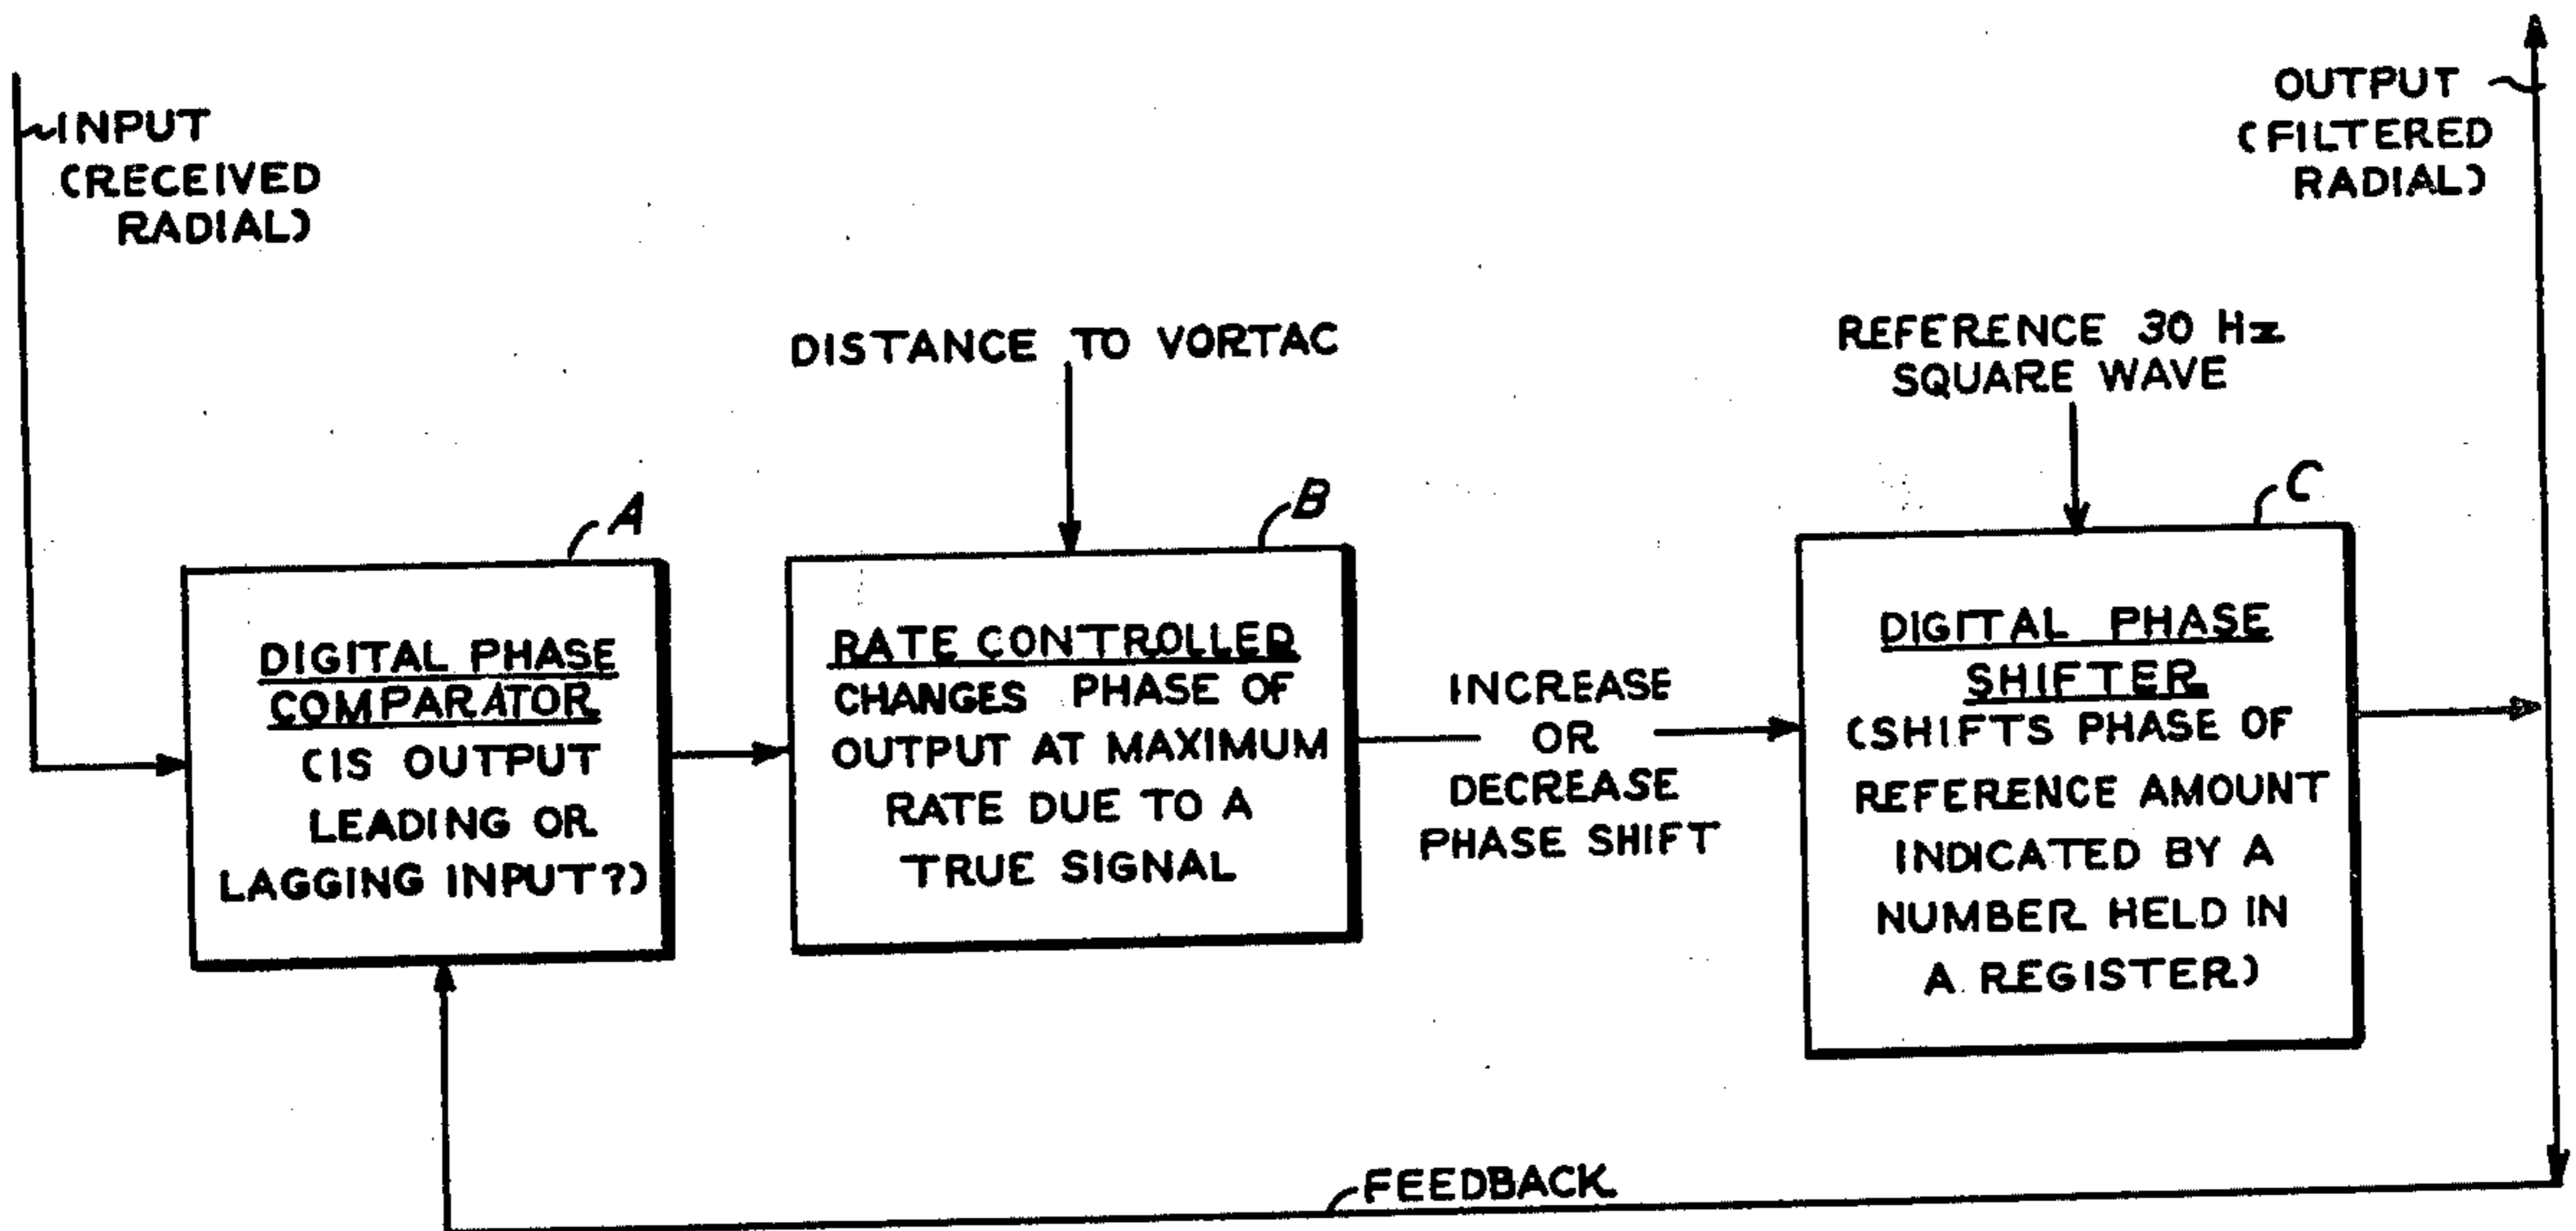 INPUT
(RECEIVED
RADIAL)
OUTPUT
(FILTERED
RADIAL)
DISTANCE TO VORTAC
REFERENCE 30 Hz
SQUARE WAVE
A
DIGITAL PHASE
COMPARATOR
(IS OUTPUT
LEADING OR
LAGGING INPUT?)
B
RATE CONTROLLED
CHANGES PHASE OF
OUTPUT AT MAXIMUM
RATE DUE TO A
TRUE SIGNAL
INCREASE
OR
DECREASE
PHASE SHIFT
C
DIGITAL PHASE
SHIFTER
(SHIFTS PHASE OF
REFERENCE AMOUNT
INDICATED BY A
NUMBER HELD IN
A REGISTER)
FEEDBACK